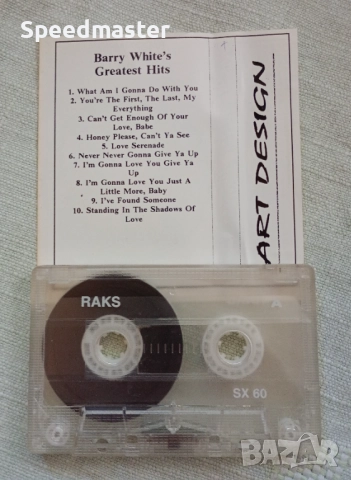 Speedmaster
Barry White's
Greatest Hits
1. What Am I Gonna Do With You
2. You're The First, The Last, My
Everything
3. Can't Get Enough Of Your
Love, Babe
4. Honey Please, Can't Ya See
5. Love Serenade
6. Never Never Gonna Give Ya Up
7. I'm Gonna Love You Give Ya
Up
8. I'm Gonna Love You Just A
Little More, Baby
9. I've Found Someone
10. Standing In The Shadows Of
Love
1
ART DESIGN
RAKS
A
SX 60
BAZAR